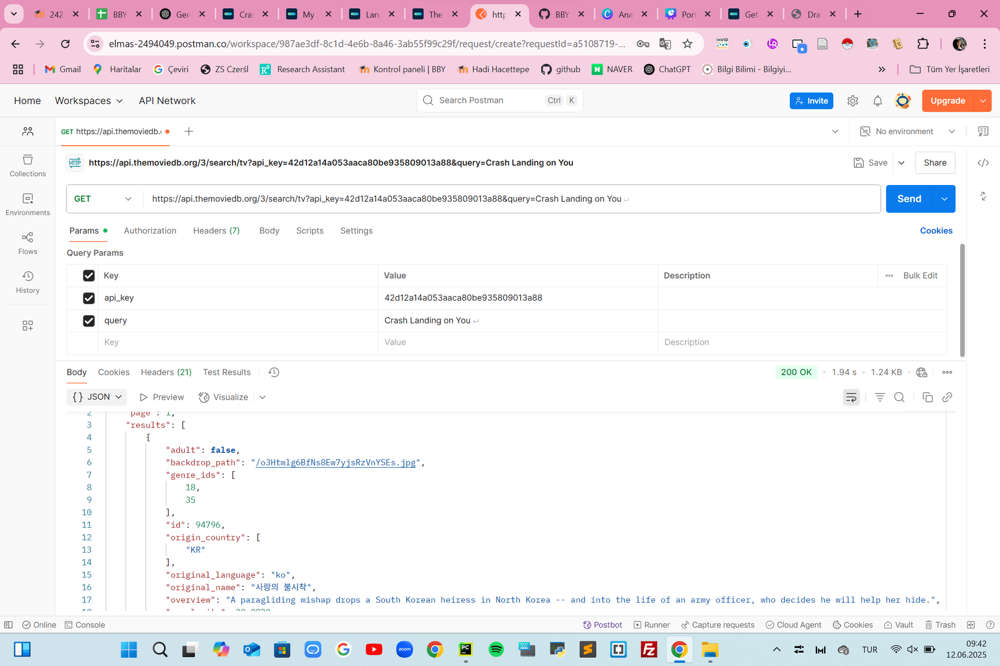 242
BBY
Ger
Cra
My
Lan
The
http
BBY
Ana
Port
Get
Dra
elmas-2494049.postman.co/workspace/987ae3df-8c1d-4e6b-8a46-3ab55f99c29f/request/create?requestId=a5108719-...
Gmail
Haritalar
Çeviri
ZS Czerśl
Research Assistant
Kontrol paneli | BBY
Hadi Hacettepe
github
NAVER
ChatGPT
Bilgi Bilimi - Bilgiyi...
Tüm Yer İşaretleri
Home
Workspaces
API Network
Search Postman
Ctrl
K
Invite
Upgrade
GET https://api.themoviedb.
No environment
Collections
Environments
Flows
History
HTTP
https://api.themoviedb.org/3/search/tv?api_key=42d12a14a053aaca80be935809013a88&query=Crash Landing on You
Save
Share
GET
https://api.themoviedb.org/3/search/tv?api_key=42d12a14a053aaca80be935809013a88&query=Crash Landing on You
Send
Params
Authorization
Headers (7)
Body
Scripts
Settings
Cookies
Query Params
Key
Value
Description
Bulk Edit
api_key
42d12a14a053aaca80be935809013a88
query
Crash Landing on You
Key
Value
Description
Body
Cookies
Headers (21)
Test Results
200 OK
1.94 s
1.24 KB
{} JSON
Preview
Visualize
2 "page": 1,
3 "results": [
4 {
5 "adult": false,
6 "backdrop_path": "/o3Htmlg6BfNs8Ew7yjsRzVnYSEs.jpg",
7 "genre_ids": [
8 18,
9 35
10 ],
11 "id": 94796,
12 "origin_country": [
13 "KR"
14 ],
15 "original_language": "ko",
16 "original_name": "사랑의 불시착",
17 "overview": "A paragliding mishap drops a South Korean heiress in North Korea -- and into the life of an army officer, who decides he will help her hide.",
Online
Console
Postbot
Runner
Capture requests
Cloud Agent
Cookies
Vault
Trash
zoom
PC
TUR
09:42
12.06.2025